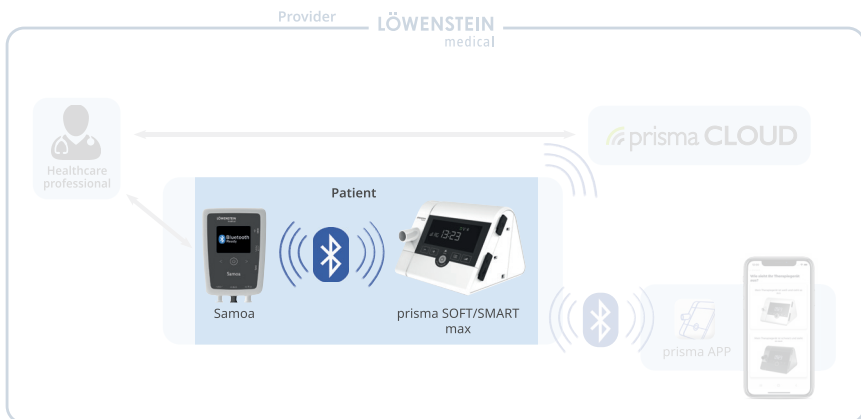 Provider
LÖWENSTEIN
medical
Healthcare
professional
prisma CLOUD
Patient
LÖWENSTEIN
Bluetooth
Ready
Samoa
13:23
Samoa
prisma SOFT/SMART
max
prisma APP